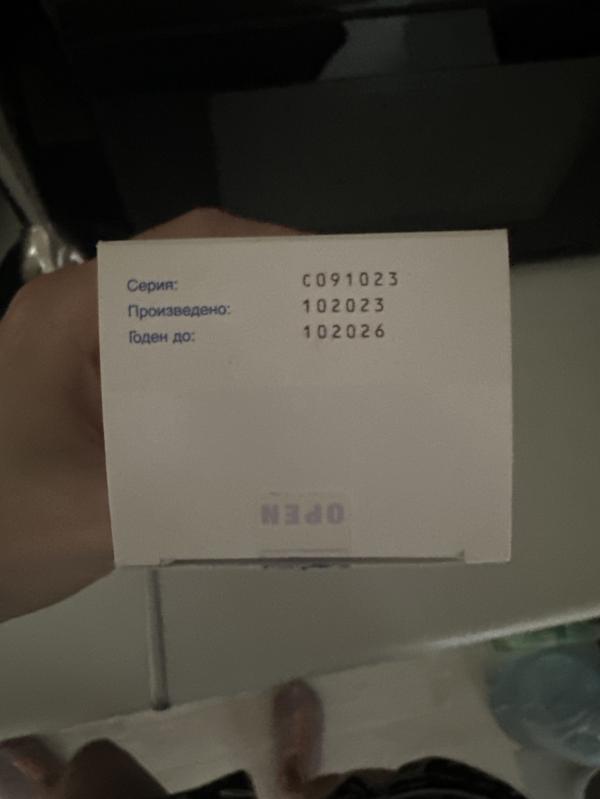 Серия: C091023
Произведено: 102023
Годен до: 102026
OPEN